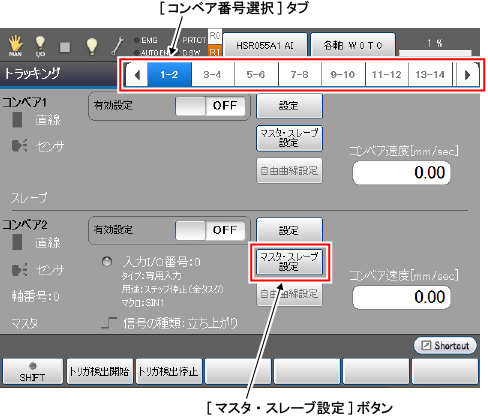 [ コンベア番号選択 ] タブ
MAN
I/O
EMG
AUTO EN
PRTCT
D SW
R0
R1
HSR055A1 A(
各軸 W 0 T 0
1 %
トラッキング
1-2
3-4
5-6
7-8
9-10
11-12
13-14
コンベア1
直線
センサ
スレーブ
有効設定
OFF
設定
マスタ・スレーブ
設定
自由曲線設定
コンベア速度[mm/sec]
0.00
コンベア2
直線
センサ
軸番号:0
マスタ
有効設定
OFF
入力I/O番号:0
タイプ:専用入力
用途:ステップ停止(全タスク)
マクロ:SIN1
信号の種類:立ち上がり
設定
マスタ・スレーブ
設定
自由曲線設定
コンベア速度[mm/sec]
0.00
Shortcut
SHIFT
トリガ検出開始
トリガ検出停止
[ マスタ・スレーブ設定 ] ボタン